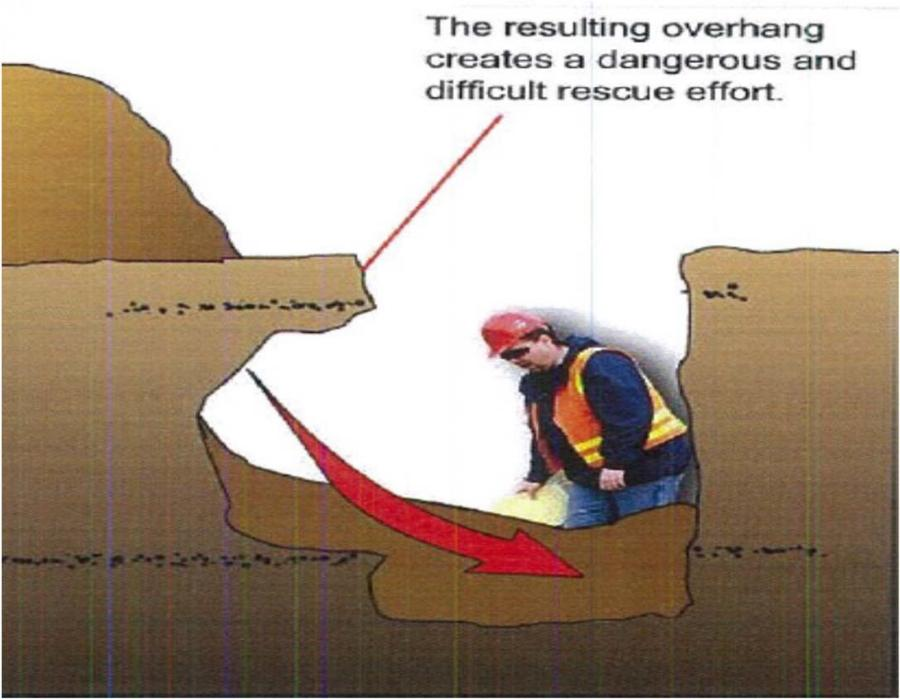 The resulting overhang
creates a dangerous and
difficult rescue effort.